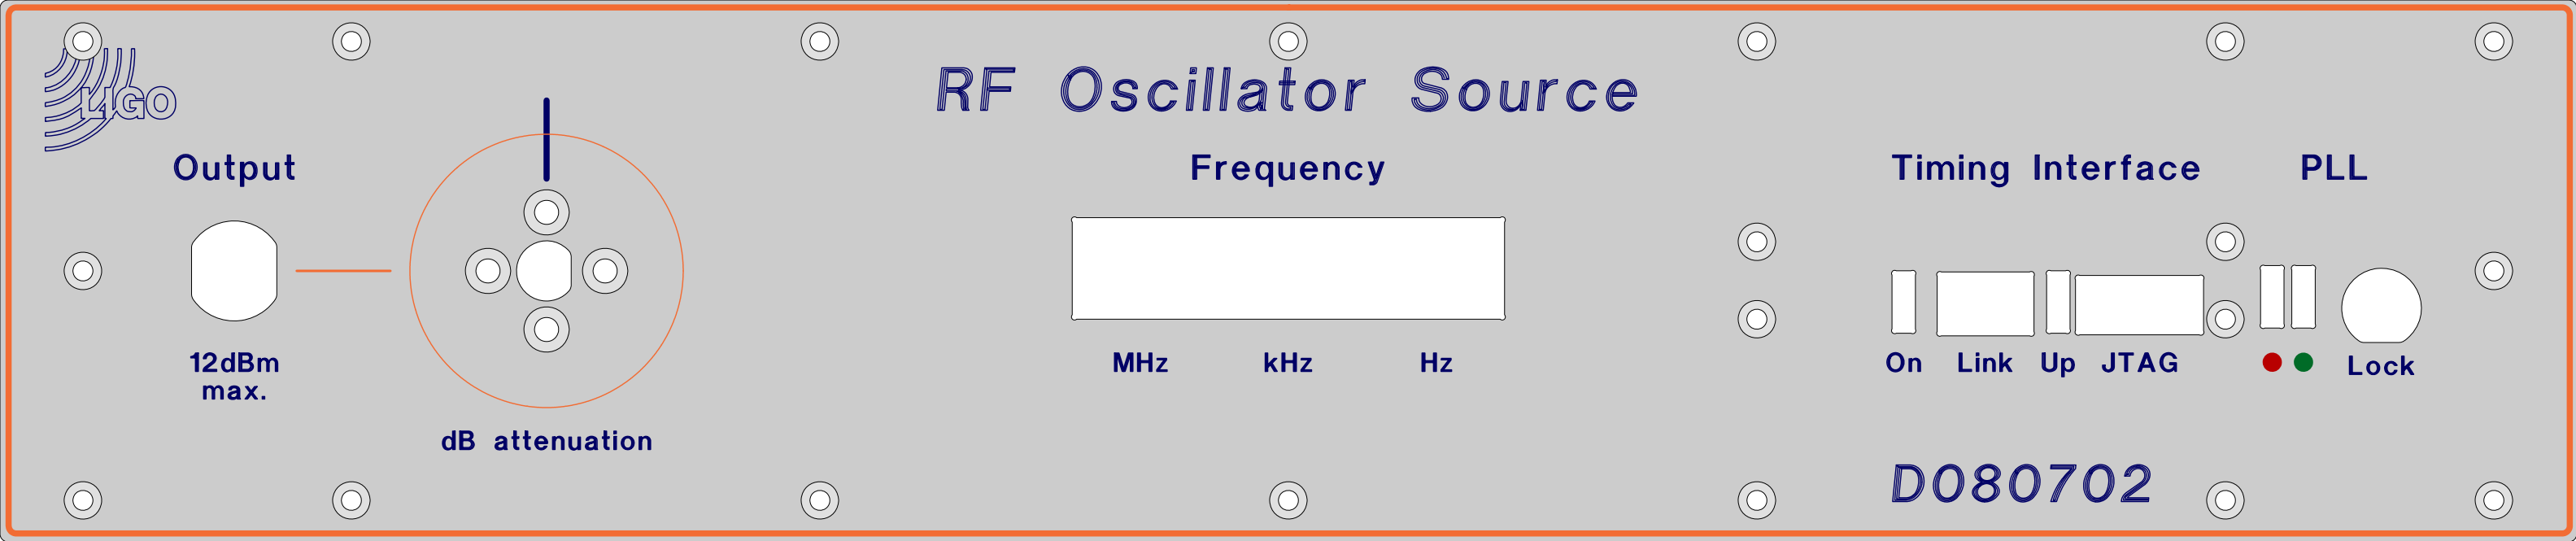 LIGO
RF Oscillator Source
Output
Frequency
Timing Interface
PLL
12dBm
max.
dB attenuation
MHz kHz Hz
On Link Up JTAG
Lock
D080702